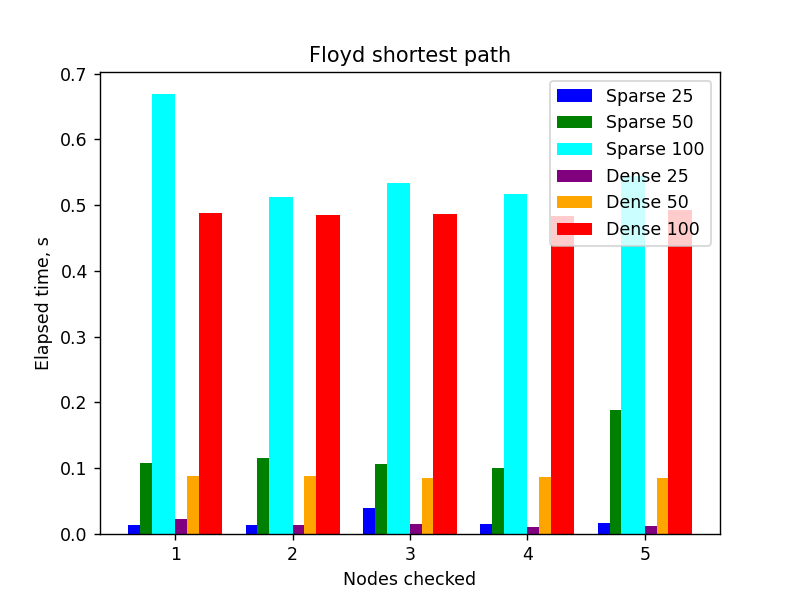 Floyd shortest path
0.7
0.6
0.5
0.4
0.3
0.2
0.1
0.0
Elapsed time, s
Sparse 25
Sparse 50
Sparse 100
Dense 25
Dense 50
Dense 100
1 2 3 4 5
Nodes checked